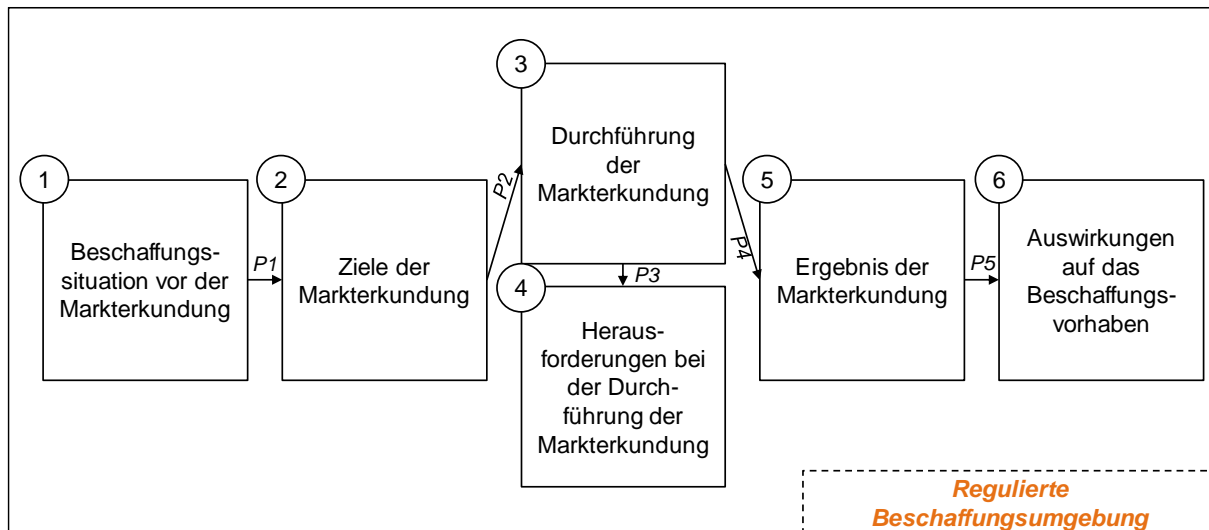 1
Beschaffungs-
situation vor der
Markterkundung
P1
2
Ziele der
Markterkundung
P2
3
Durchführung
der
Markterkundung
P3
4
Heraus-
forderungen bei
der Durch-
führung der
Markterkundung
P4
5
Ergebnis der
Markterkundung
P5
6
Auswirkungen
auf das
Beschaffungs-
vorhaben
Regulierte
Beschaffungsumgebung